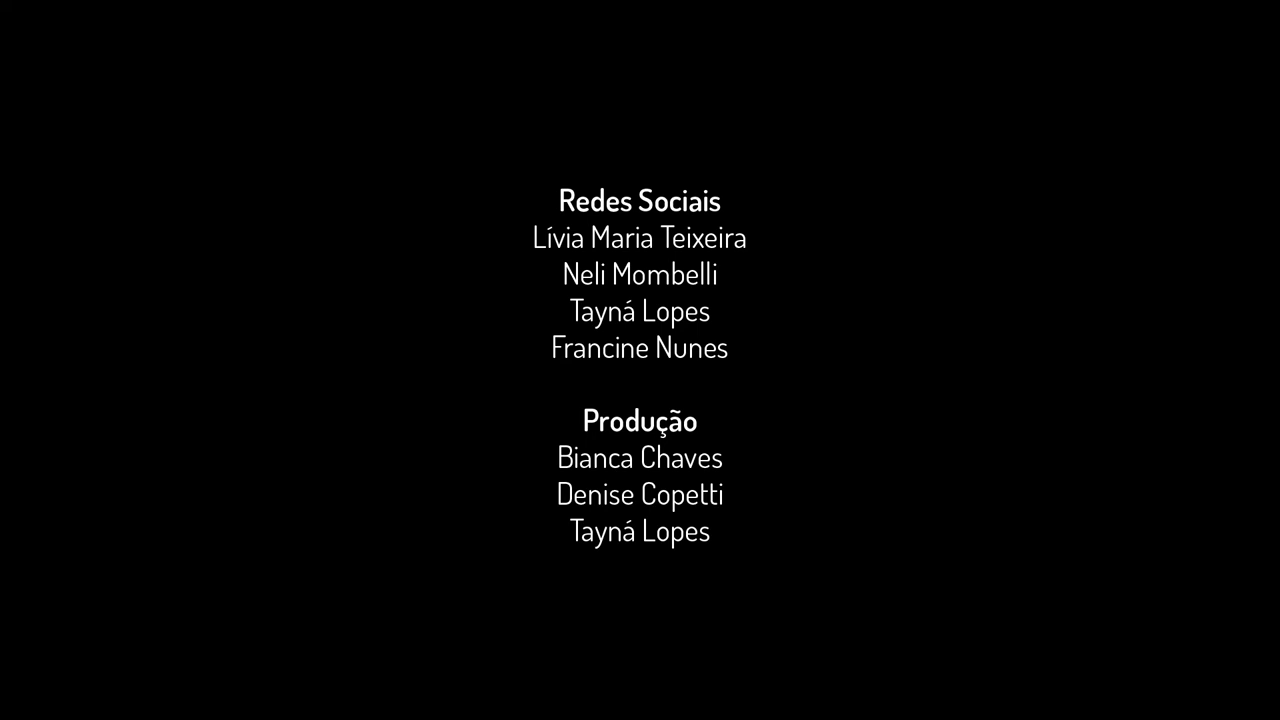 Redes Sociais
Lívia Maria Teixeira
Neli Mombelli
Tayná Lopes
Francine Nunes
Produção
Bianca Chaves
Denise Copetti
Tayná Lopes